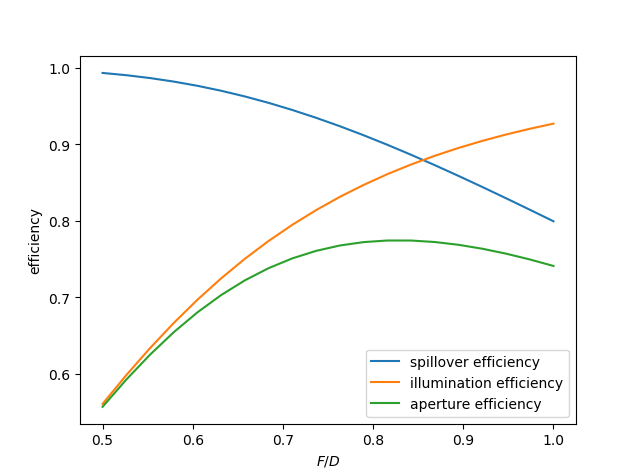 1.0
0.9
0.8
0.7
0.6
efficiency
0.5
0.6
0.7
0.8
0.9
1.0
F/D
spillover efficiency
illumination efficiency
aperture efficiency